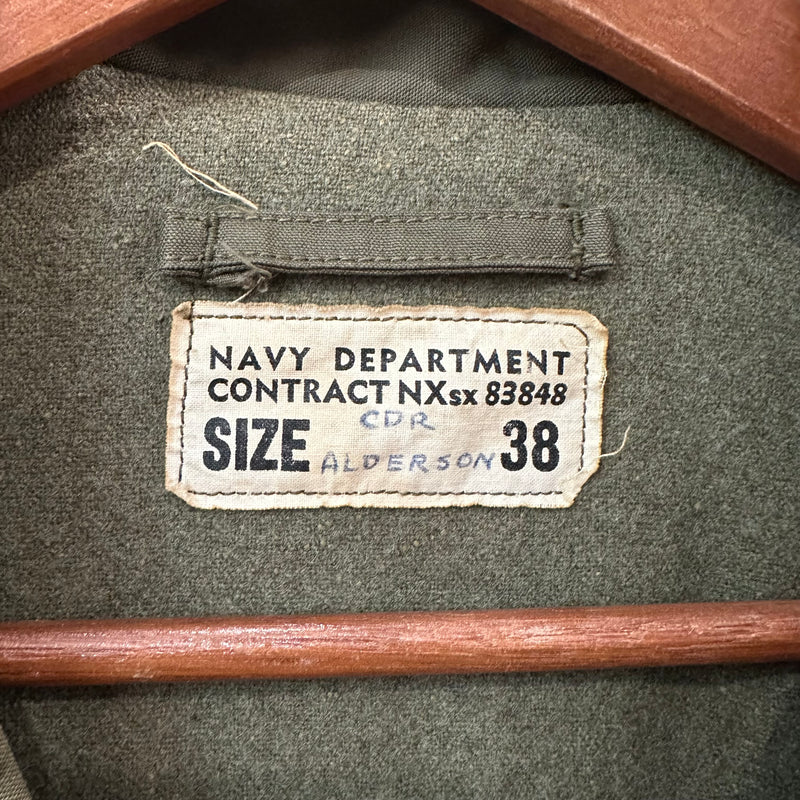 NAVY DEPARTMENT
CONTRACT NXsx 83848
CDR
SIZE ALDERSON 38